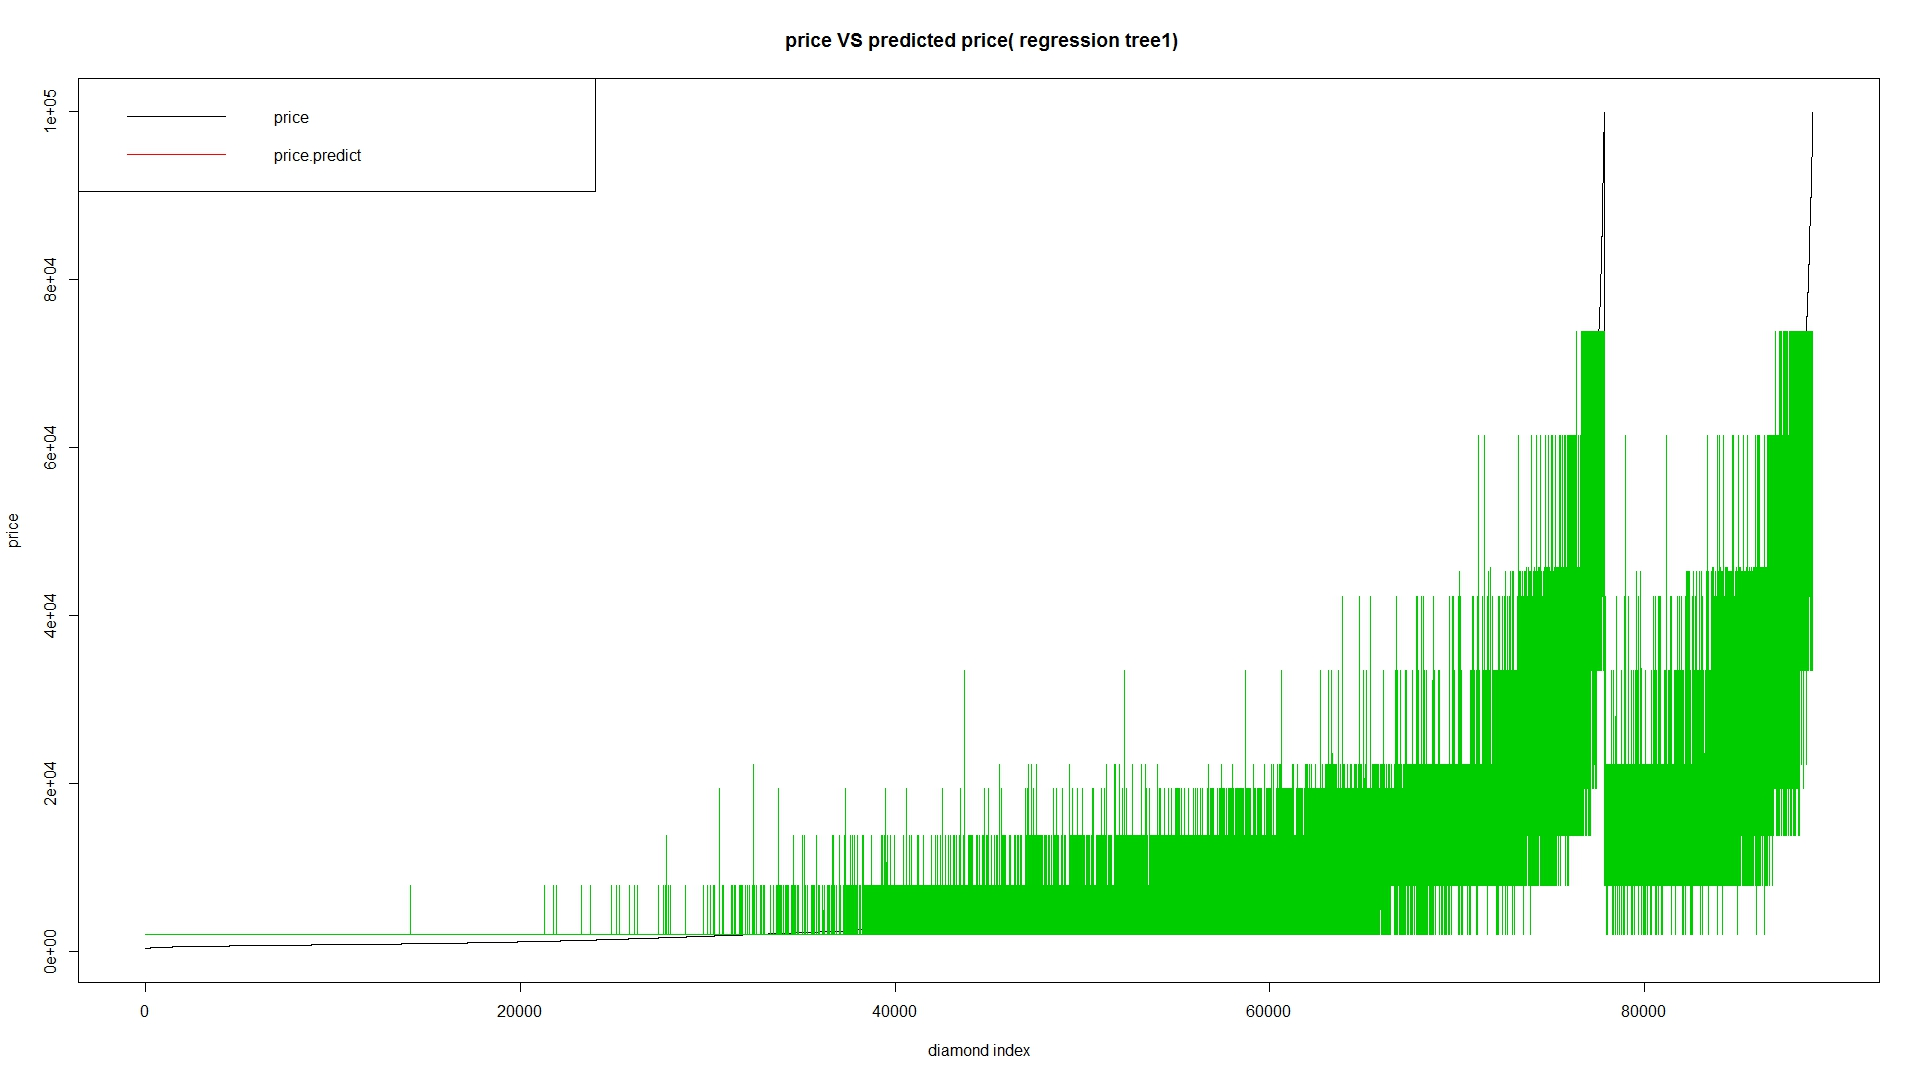 price VS predicted price( regression tree1)
price
price.predict
1e+05
8e+04
6e+04
4e+04
2e+04
0e+00
price
0 20000 40000 60000 80000
diamond index